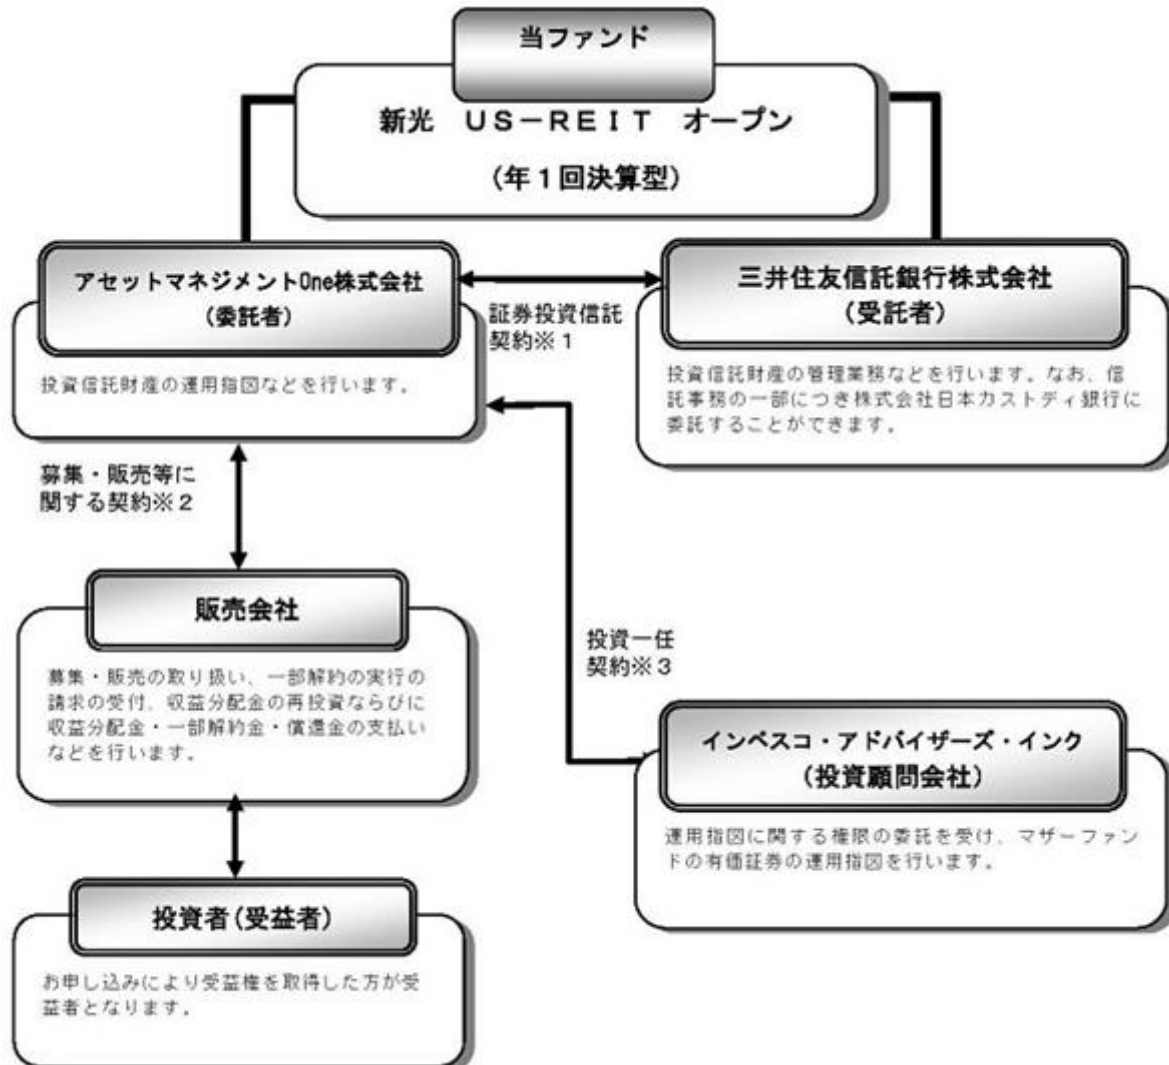 当ファンド
新光 US-REIT オープン
(年1回決算型)
アセットマネジメントOne株式会社
(委託者)
投資信託財産の運用指図などを行います。
証券投資信託
契約※1
三井住友信託銀行株式会社
(受託者)
投資信託財産の管理業務などを行います。なお、信
託事務の一部につき株式会社日本カストディ銀行に
委託することができます。
募集・販売等に
関する契約※2
販売会社
募集・販売の取り扱い、一部解約の実行の
請求の受付、収益分配金の再投資ならびに
収益分配金・一部解約金・償還金の支払い
などを行います。
投資一任
契約※3
インベスコ・アドバイザーズ・インク
(投資顧問会社)
運用指図に関する権限の委託を受け、マザーファン
ドの有価証券の運用指図を行います。
投資者(受益者)
お申し込みにより受益権を取得した方が受
益者となります。